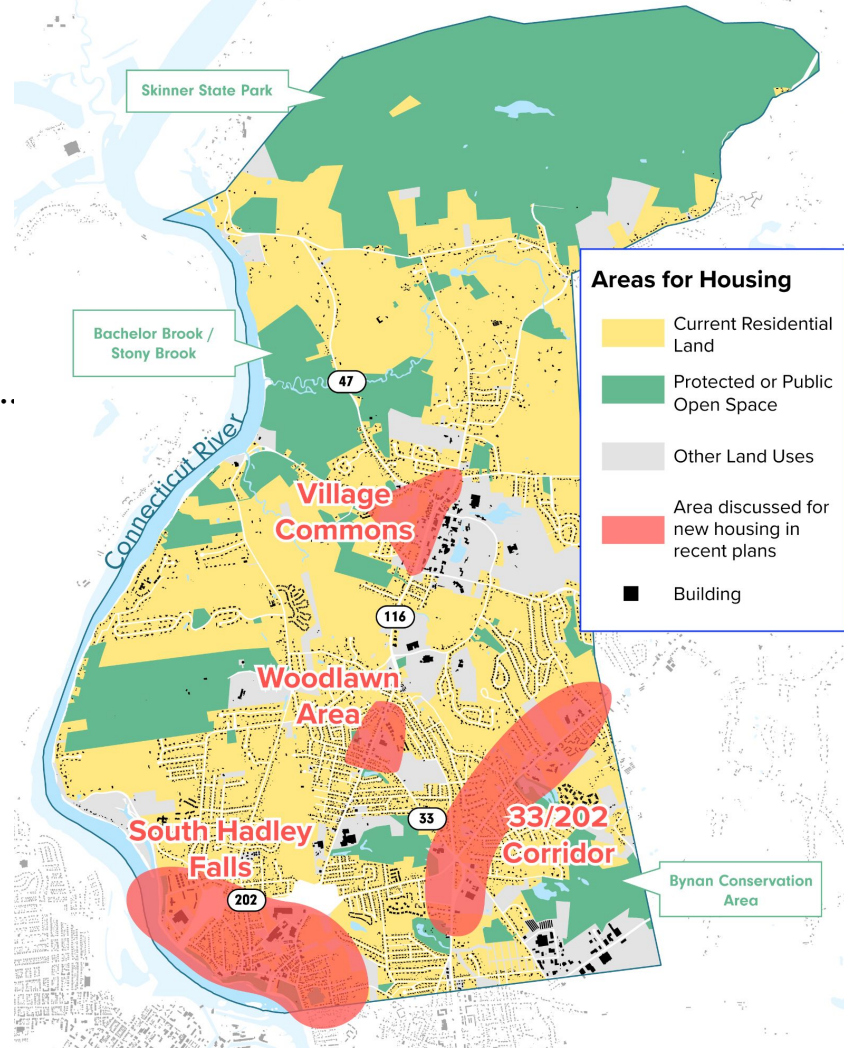 Skinner State Park
Areas for Housing
Current Residential
Land
Protected or Public
Open Space
Other Land Uses
Area discussed for
new housing in
recent plans
Building
Bachelor Brook /
Stony Brook
47
Connecticut River
Village
Commons
116
Woodlawn
Area
33
33/202
Corridor
South Hadley
Falls
202
Bynan Conservation
Area